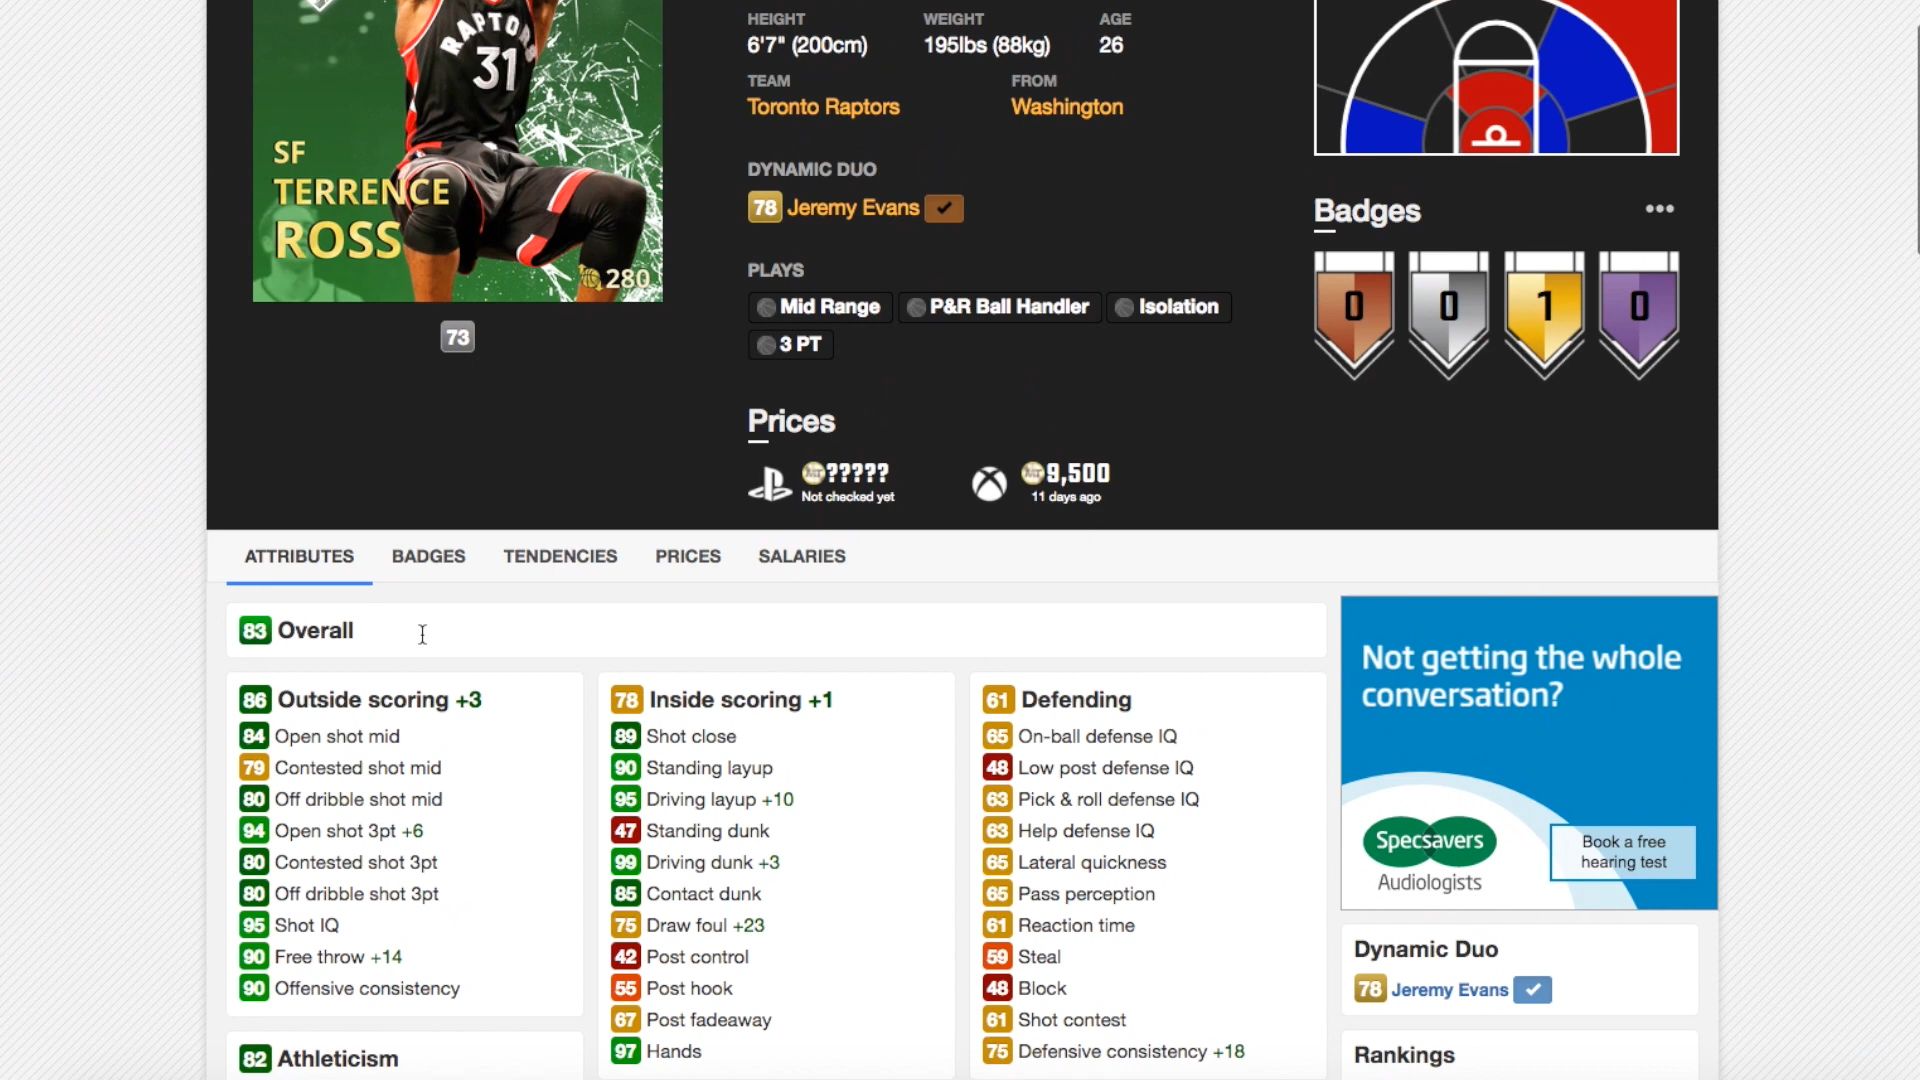 RAPTORS
31
SF
TERRENCE
ROSS
280
73
HEIGHT WEIGHT AGE
6'7" (200cm) 195lbs (88kg) 26
TEAM FROM
Toronto Raptors Washington
DYNAMIC DUO
78 Jeremy Evans
PLAYS
Mid Range P&R Ball Handler Isolation
3 PT
Prices
????? 9,500
Not checked yet 11 days ago
Badges
0 0 1 0
ATTRIBUTES BADGES TENDENCIES PRICES SALARIES
83 Overall
86 Outside scoring +3
84 Open shot mid
79 Contested shot mid
80 Off dribble shot mid
94 Open shot 3pt +6
80 Contested shot 3pt
80 Off dribble shot 3pt
95 Shot IQ
90 Free throw +14
90 Offensive consistency
82 Athleticism
78 Inside scoring +1
89 Shot close
90 Standing layup
95 Driving layup +10
47 Standing dunk
99 Driving dunk +3
85 Contact dunk
75 Draw foul +23
42 Post control
55 Post hook
67 Post fadeaway
97 Hands
61 Defending
65 On-ball defense IQ
48 Low post defense IQ
63 Pick & roll defense IQ
63 Help defense IQ
65 Lateral quickness
65 Pass perception
61 Reaction time
59 Steal
48 Block
61 Shot contest
75 Defensive consistency +18
Not getting the whole
conversation?
Specsavers
Audiologists
Book a free
hearing test
Dynamic Duo
78 Jeremy Evans
Rankings